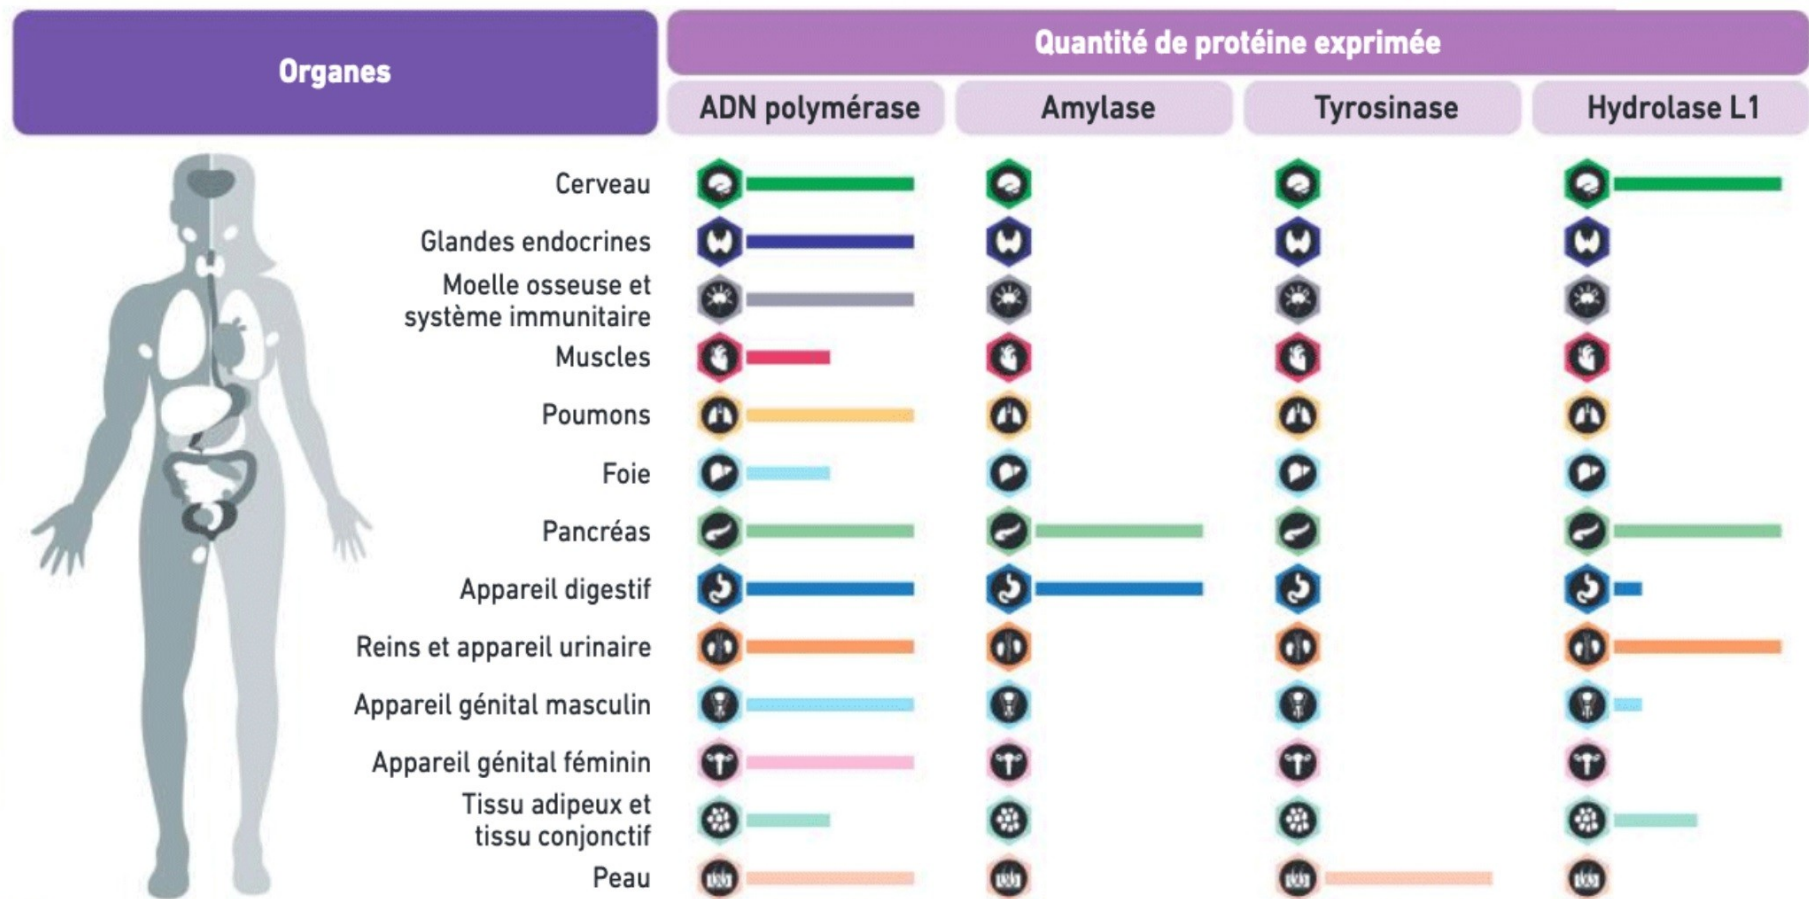 Organes
Quantité de protéine exprimée
ADN polymérase
Amylase
Tyrosinase
Hydrolase L1
Cerveau
Glandes endocrines
Moelle osseuse et
système immunitaire
Muscles
Poumons
Foie
Pancréas
Appareil digestif
Reins et appareil urinaire
Appareil génital masculin
Appareil génital féminin
Tissu adipeux et
tissu conjonctif
Peau